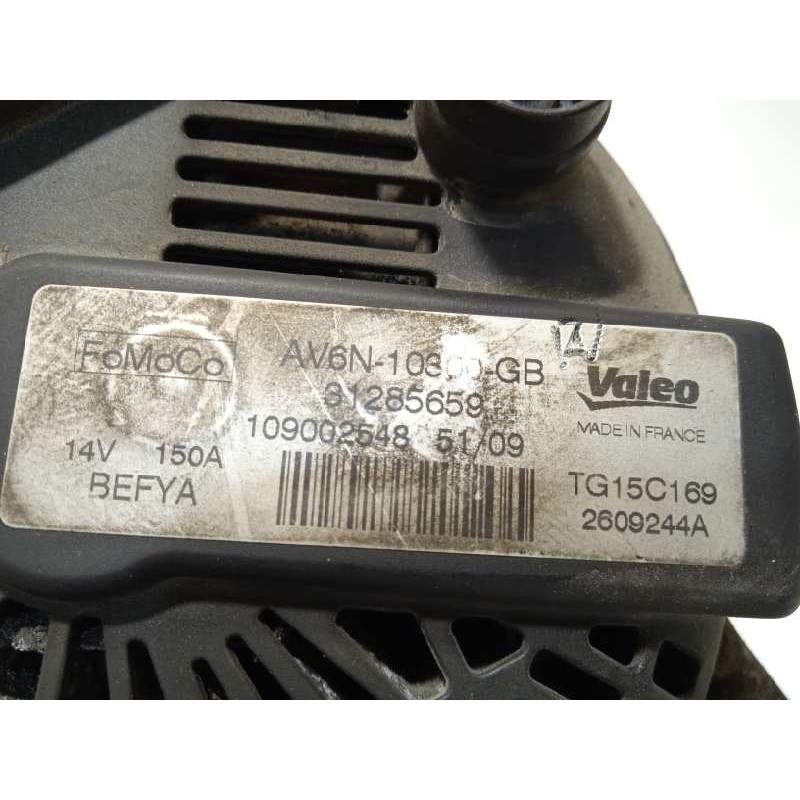 FoMoCo
AV6N-10300-GB
31285659
109002548 51/09
14V 150A
BEFYA
Valeo
MADE IN FRANCE
TG15C169
2609244A